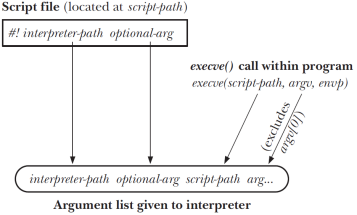 Script file (located at script-path)
#! interpreter-path optional-arg
execve() call within program
execve(script-path, argv, envp)
(excludes
argv[0])
interpreter-path optional-arg script-path arg...
Argument list given to interpreter